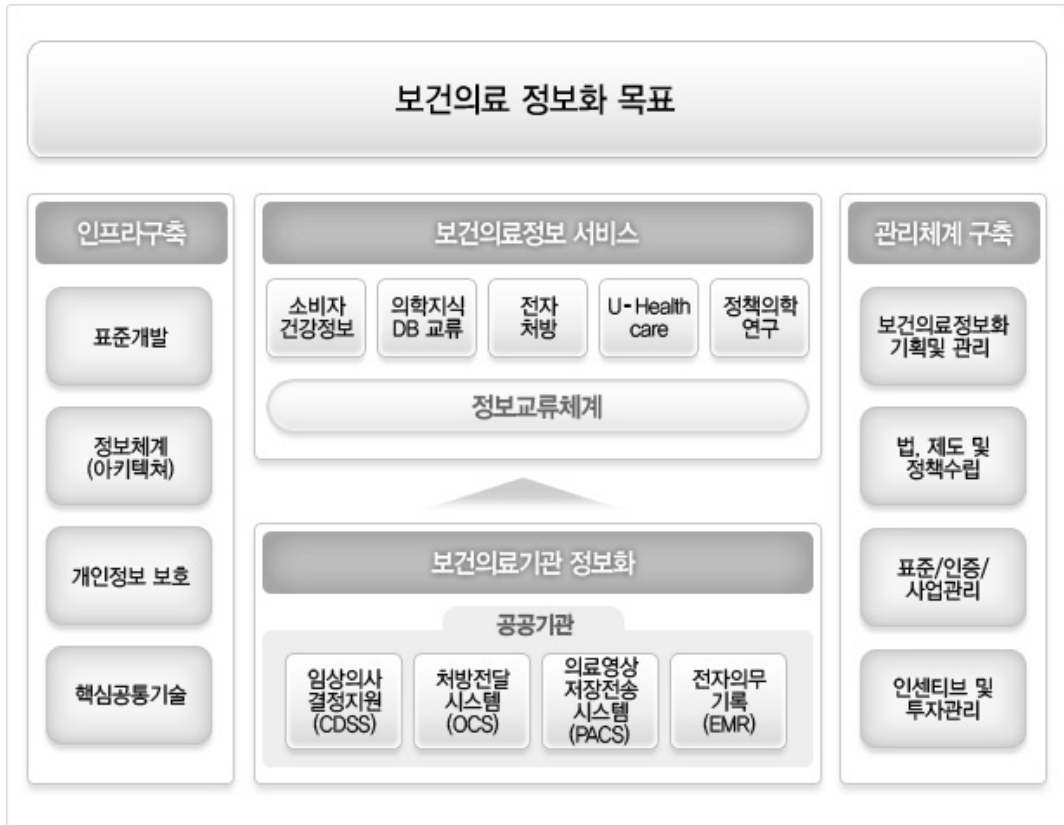 보건의료 정보화 목표
인프라구축
표준개발
정보체계
(아키텍쳐)
개인정보 보호
핵심공통기술
보건의료정보 서비스
소비자
건강정보
의학지식
DB 교류
전자
처방
U-Health
care
정책의학
연구
정보교류체계
보건의료기관 정보화
공공기관
임상의사
결정지원
(CDSS)
처방전달
시스템
(OCS)
의료영상
저장전송
시스템
(PACS)
전자의무
기록
(EMR)
관리체계 구축
보건의료정보화
기획및 관리
법, 제도 및
정책수립
표준/인증/
사업관리
인센티브 및
투자관리